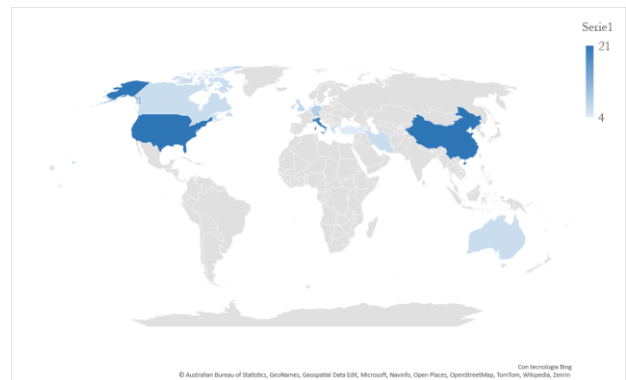 Serie1
21
4
Con tecnologia Bing
© Australian Bureau of Statistics, GeoNames, Geospatial Data Edit, Microsoft, Navinfo, Open Places, OpenStreetMap, TomTom, Wikipedia, Zenrin